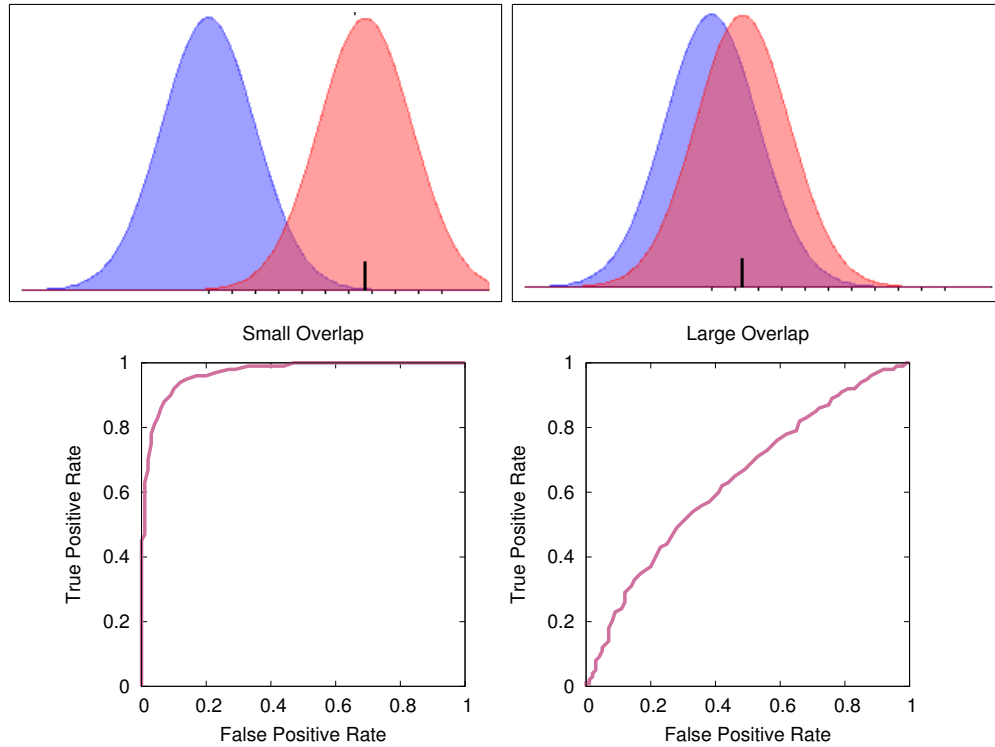 Small Overlap
1
0.8
0.6
0.4
0.2
0
0 0.2 0.4 0.6 0.8 1
True Positive Rate
False Positive Rate
Large Overlap
1
0.8
0.6
0.4
0.2
0
0 0.2 0.4 0.6 0.8 1
True Positive Rate
False Positive Rate